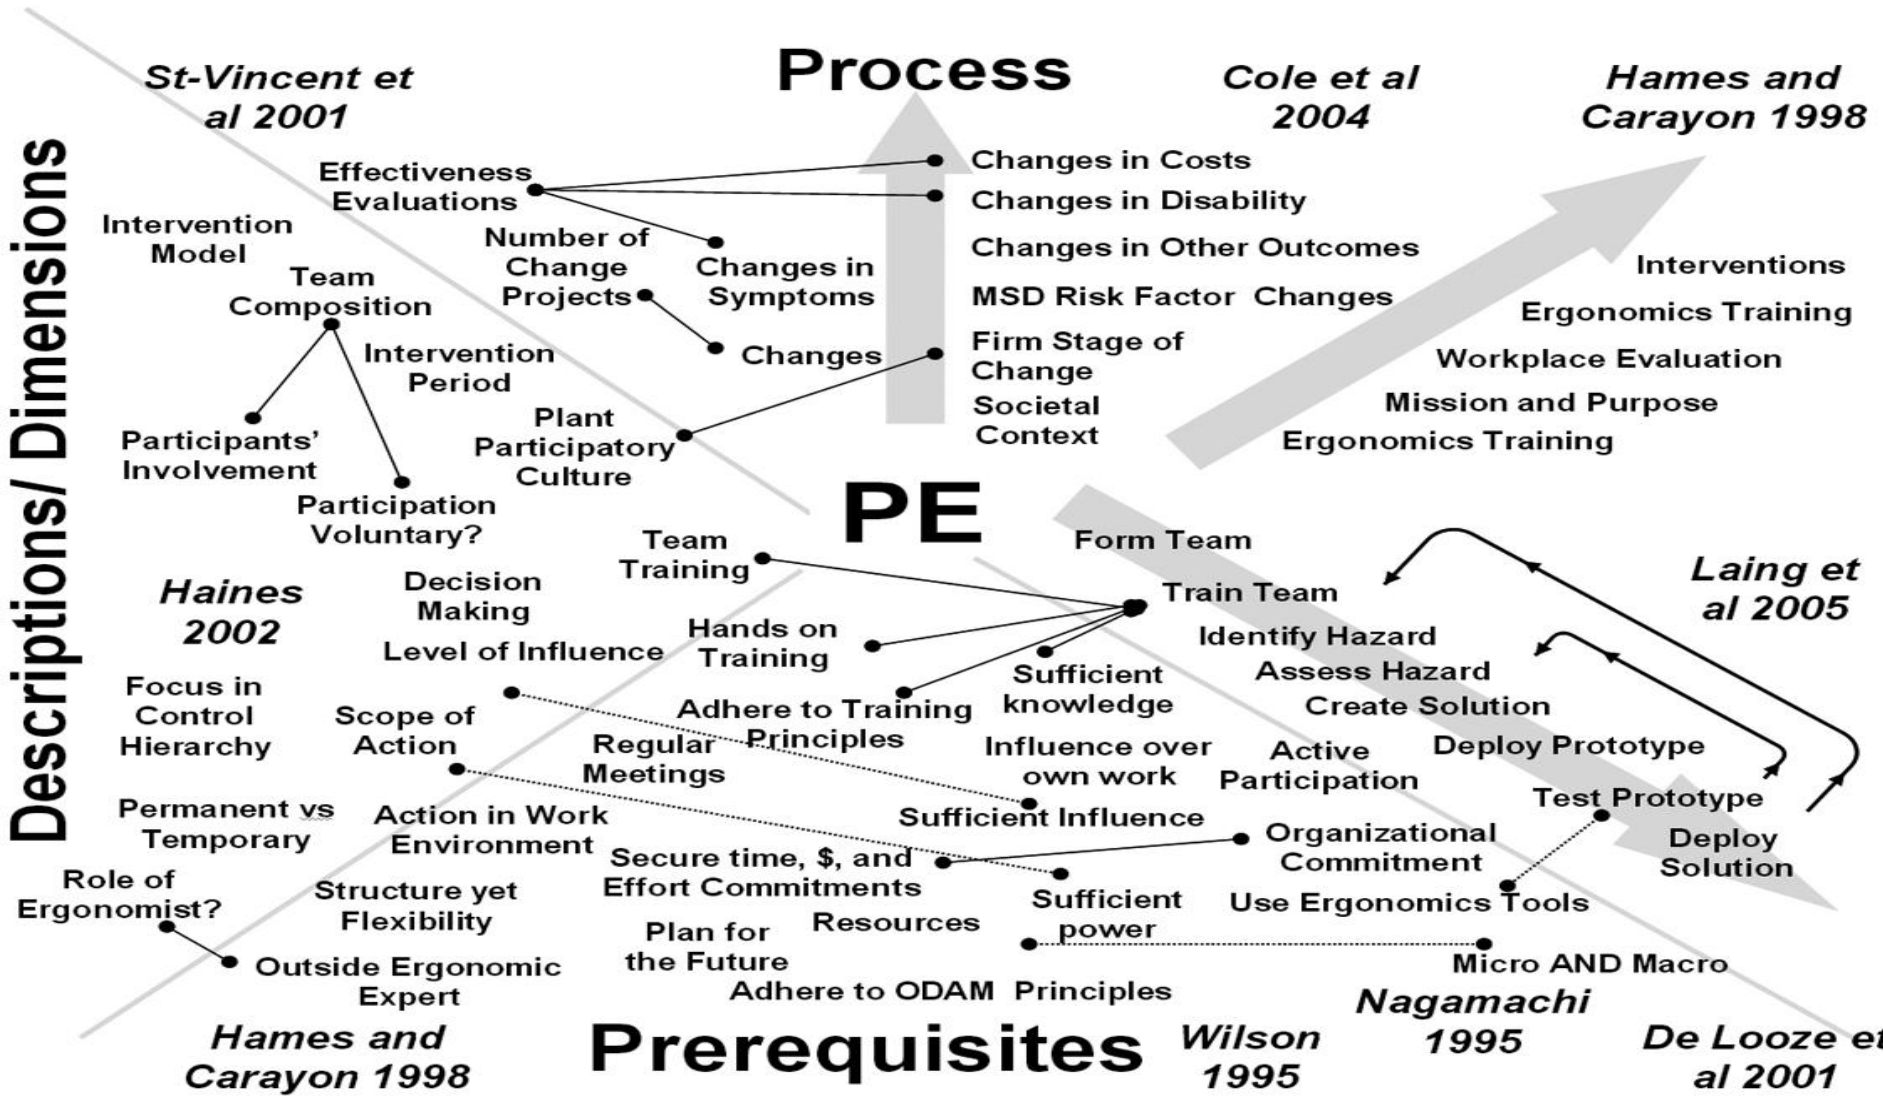 Descriptions/ Dimensions
St-Vincent et
al 2001
Process
Cole et al
2004
Hames and
Carayon 1998
Effectiveness
Evaluations
Changes in Costs
Changes in Disability
Changes in Other Outcomes
MSD Risk Factor Changes
Firm Stage of
Change
Societal
Context
Intervention
Model
Number of
Change
Projects
Changes in
Symptoms
Changes
Team
Composition
Intervention
Period
Plant
Participatory
Culture
Participants’
Involvement
Participation
Voluntary?
Interventions
Ergonomics Training
Workplace Evaluation
Mission and Purpose
Ergonomics Training
PE
Haines
2002
Decision
Making
Level of Influence
Focus in
Control
Hierarchy
Scope of
Action
Permanent vs
Temporary
Action in Work
Environment
Role of
Ergonomist?
Structure yet
Flexibility
Outside Ergonomic
Expert
Hames and
Carayon 1998
Team
Training
Hands on
Training
Adhere to Training
Principles
Sufficient
knowledge
Regular
Meetings
Influence over
own work
Active
Participation
Sufficient Influence
Secure time, $, and
Effort Commitments
Organizational
Commitment
Resources
Sufficient
power
Use Ergonomics Tools
Plan for
the Future
Adhere to ODAM Principles
Micro AND Macro
Prerequisites
Wilson
1995
Nagamachi
1995
Form Team
Train Team
Identify Hazard
Assess Hazard
Create Solution
Deploy Prototype
Test Prototype
Deploy
Solution
Laing et
al 2005
De Looze et
al 2001